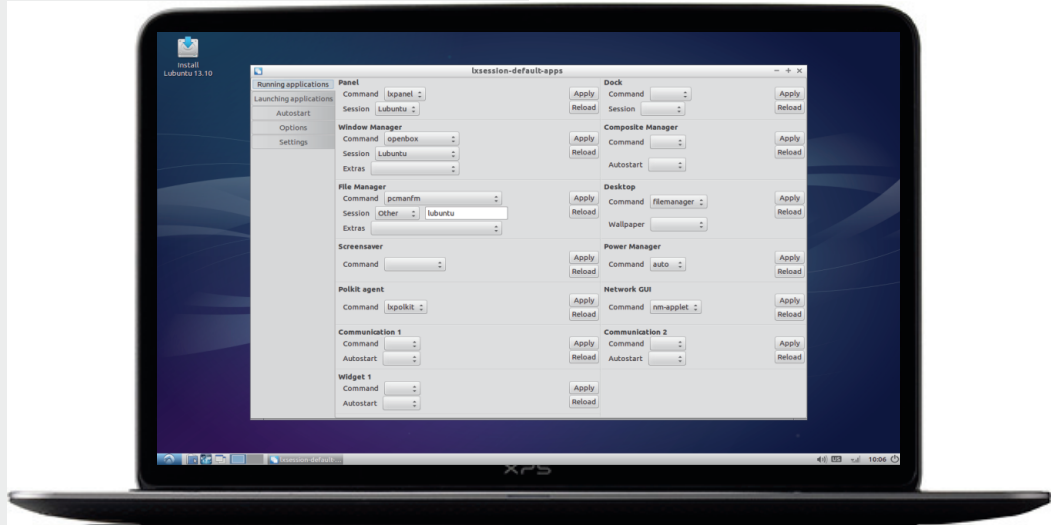 Install
Lubuntu 13.10
lxsession-default-apps
Running applications
Launching applications
Autostart
Options
Settings
Panel
Command lxpanel
Apply
Session Lubuntu
Reload
Dock
Command
Apply
Session
Reload
Window Manager
Command openbox
Apply
Session Lubuntu
Reload
Extras
Composite Manager
Command
Apply
Reload
Autostart
File Manager
Command pcmanfm
Apply
Session Other lubuntu
Reload
Extras
Desktop
Command filemanager
Apply
Reload
Wallpaper
Screensaver
Command
Apply
Reload
Power Manager
Command auto
Apply
Reload
Polkit agent
Command lxpolkit
Apply
Reload
Network GUI
Command nm-applet
Apply
Reload
Communication 1
Command
Apply
Autostart
Reload
Communication 2
Command
Apply
Autostart
Reload
Widget 1
Command
Apply
Autostart
Reload
lxsession-default-
US 10:06
XPS